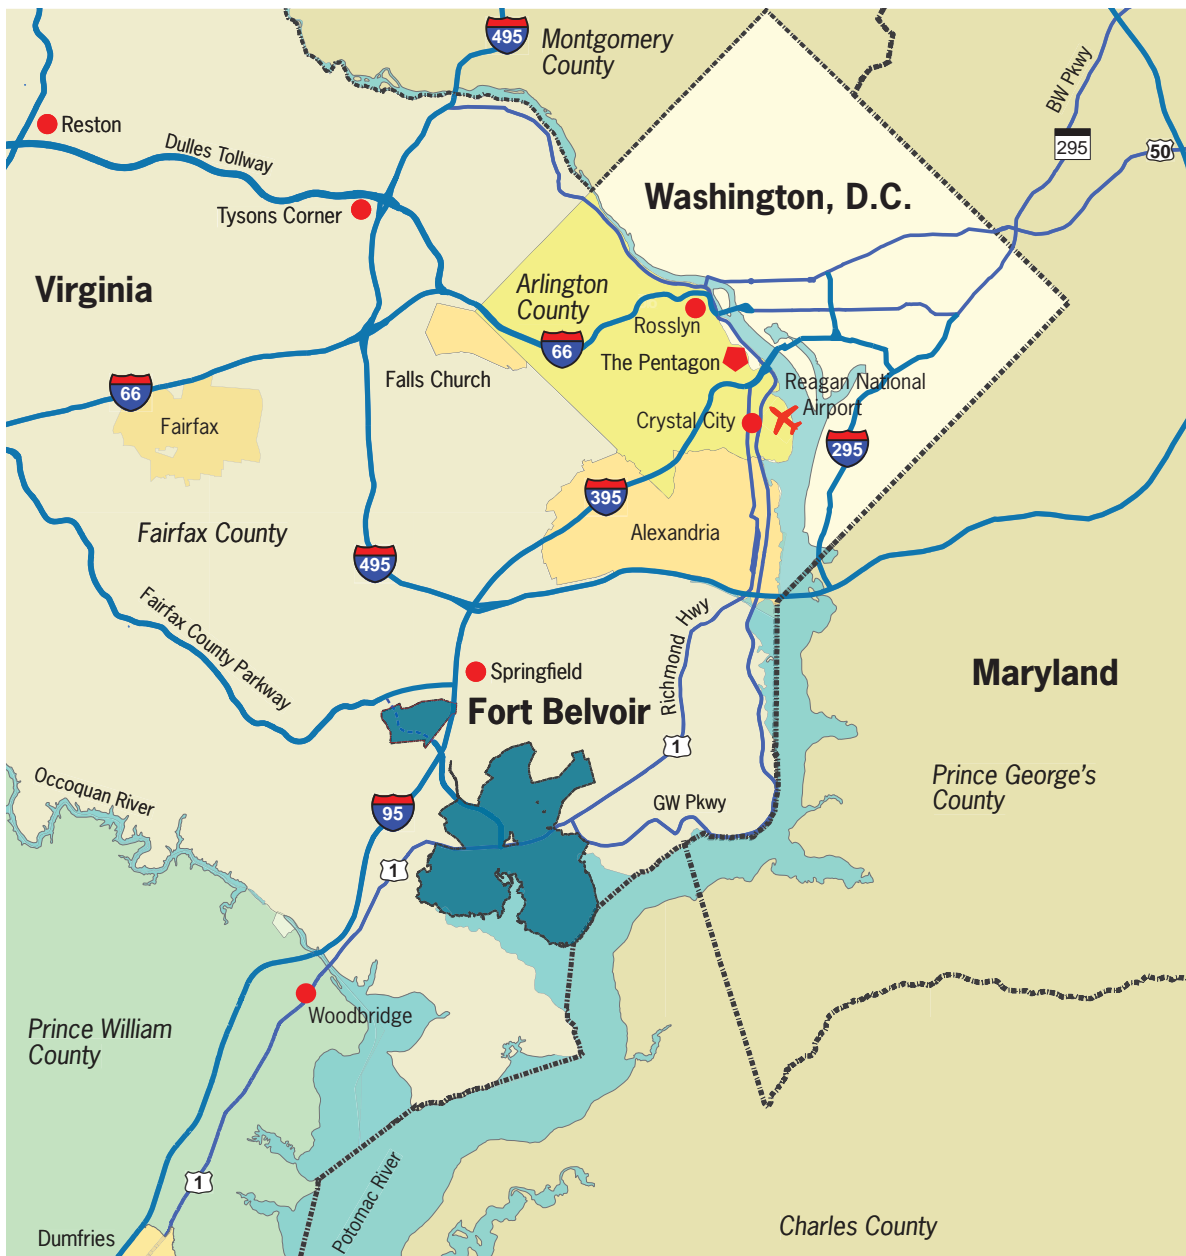 495
Montgomery
County
BW Pkwy
Reston
Dulles Tollway
295
50
Tysons Corner
Washington, D.C.
Virginia
Arlington
County
Rosslyn
66
The Pentagon
Falls Church
66
Reagan National
Airport
Fairfax
Crystal City
295
395
Fairfax County
Alexandria
495
Fairfax County Parkway
Richmond Hwy
Springfield
Maryland
Fort Belvoir
1
Occoquan River
Prince George's
County
GW Pkwy
95
1
Woodbridge
Prince William
County
1
Potomac River
Charles County
Dumfries